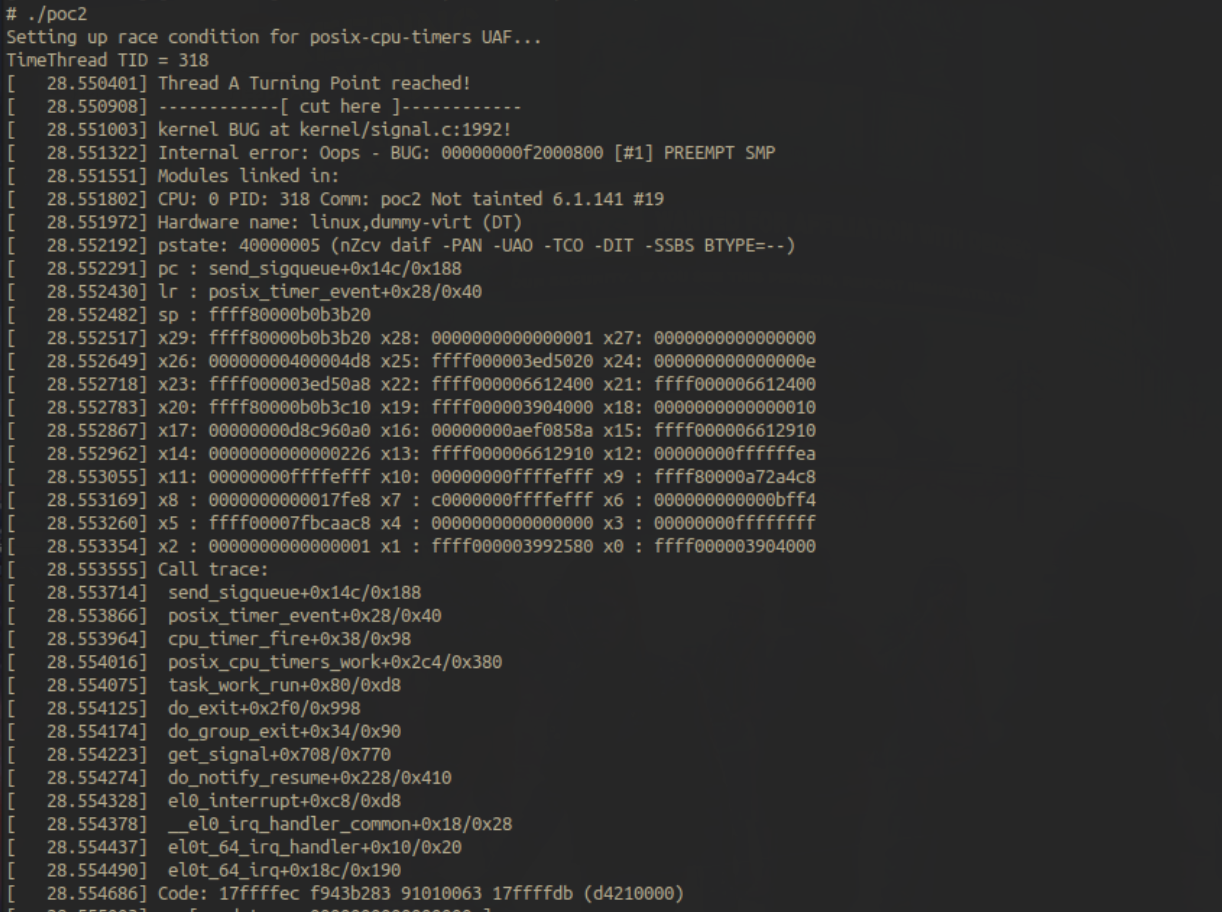 # ./poc2
Setting up race condition for posix-cpu-timers UAF...
TimeThread TID = 318
[   28.550401] Thread A Turning Point reached!
[   28.550908] ------------[ cut here ]------------
[   28.551003] kernel BUG at kernel/signal.c:1992!
[   28.551322] Internal error: Oops - BUG: 00000000f2000800 [#1] PREEMPT SMP
[   28.551551] Modules linked in:
[   28.551802] CPU: 0 PID: 318 Comm: poc2 Not tainted 6.1.141 #19
[   28.551972] Hardware name: linux,dummy-virt (DT)
[   28.552192] pstate: 40000005 (nZcv daif -PAN -UAO -TCO -DIT -SSBS BTYPE=--)
[   28.552291] pc : send_sigqueue+0x14c/0x188
[   28.552430] lr : posix_timer_event+0x28/0x40
[   28.552482] sp : ffff80000b0b3b20
[   28.552517] x29: ffff80000b0b3b20 x28: 0000000000000001 x27: 0000000000000000
[   28.552649] x26: 00000000400004d8 x25: ffff000003ed5020 x24: 000000000000000e
[   28.552718] x23: ffff000003ed50a8 x22: ffff000006612400 x21: ffff000006612400
[   28.552783] x20: ffff80000b0b3c10 x19: ffff000003904000 x18: 0000000000000010
[   28.552867] x17: 00000000d8c960a0 x16: 00000000aef0858a x15: ffff000006612910
[   28.552962] x14: 0000000000000226 x13: ffff000006612910 x12: 00000000ffffffea
[   28.553055] x11: 00000000ffffefff x10: 00000000ffffefff x9 : ffff80000a72a4c8
[   28.553169] x8 : 0000000000017fe8 x7 : c0000000ffffefff x6 : 000000000000bff4
[   28.553260] x5 : ffff00007fbcaac8 x4 : 0000000000000000 x3 : 00000000ffffffff
[   28.553354] x2 : 0000000000000001 x1 : ffff000003992580 x0 : ffff000003904000
[   28.553555] Call trace:
[   28.553714]  send_sigqueue+0x14c/0x188
[   28.553866]  posix_timer_event+0x28/0x40
[   28.553964]  cpu_timer_fire+0x38/0x98
[   28.554016]  posix_cpu_timers_work+0x2c4/0x380
[   28.554075]  task_work_run+0x80/0xd8
[   28.554125]  do_exit+0x2f0/0x998
[   28.554174]  do_group_exit+0x34/0x90
[   28.554223]  get_signal+0x708/0x770
[   28.554274]  do_notify_resume+0x228/0x410
[   28.554328]  el0_interrupt+0xc8/0xd8
[   28.554378]  __el0_irq_handler_common+0x18/0x28
[   28.554437]  el0t_64_irq_handler+0x10/0x20
[   28.554490]  el0t_64_irq+0x18c/0x190
[   28.554686] Code: 17ffffec f943b283 91010063 17ffffdb (d4210000)